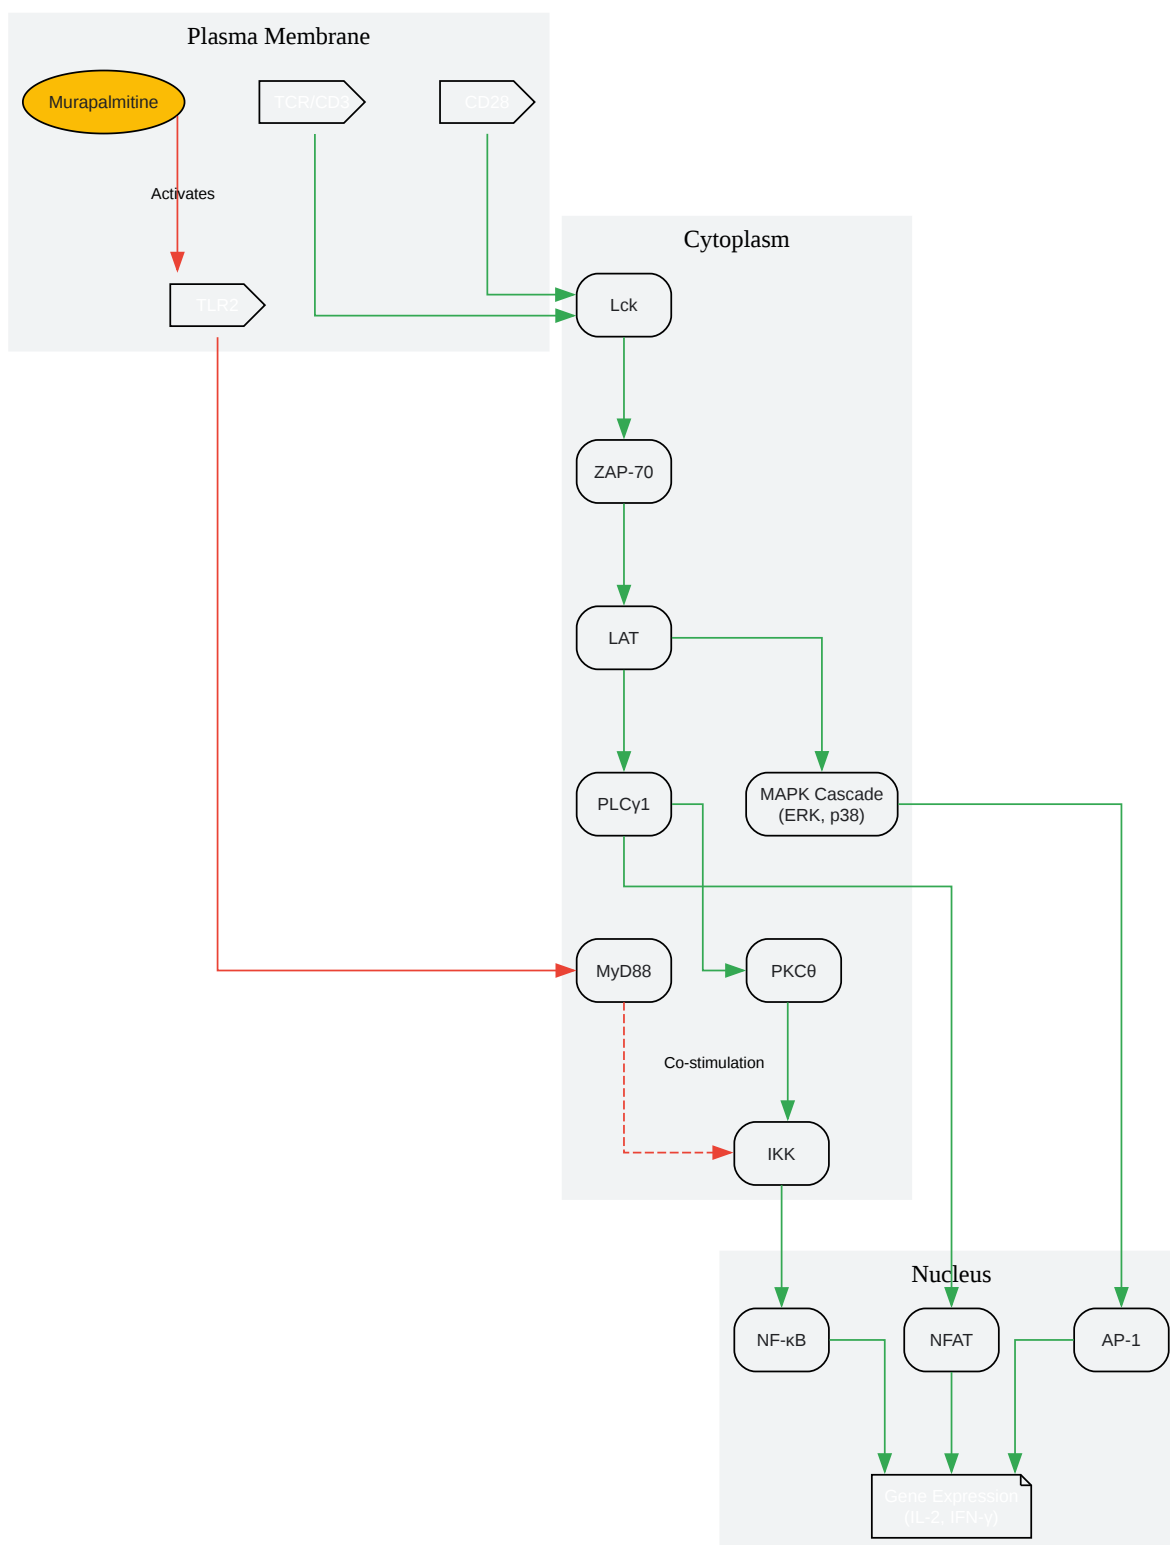 Plasma Membrane
Murapalmitine
TCR/CD3
CD28
Activates
TLR2
Cytoplasm
Lck
ZAP-70
LAT
PLCγ1
MAPK Cascade
(ERK, p38)
MyD88
PKCθ
Co-stimulation
IKK
Nucleus
NF-κB
NFAT
AP-1
Gene Expression
(IL-2, IFN-γ)